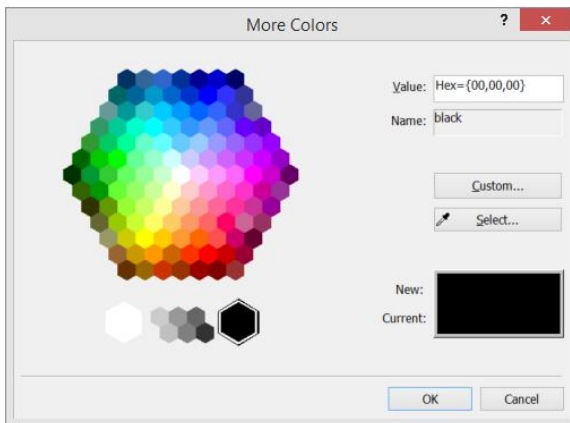 More Colors
?
Value: Hex={00,00,00}
Name: black
Custom...
Select...
New:
Current:
OK Cancel